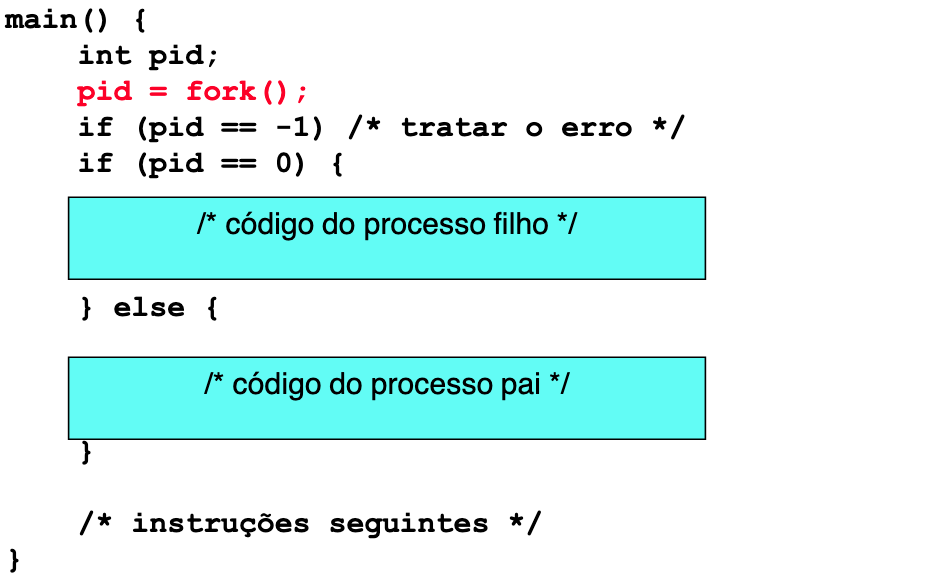 main() {
int pid;
pid = fork();
if (pid == -1) /* tratar o erro */
if (pid == 0) {
/* código do processo filho */
} else {
/* código do processo pai */
}
/* instruções seguintes */
}